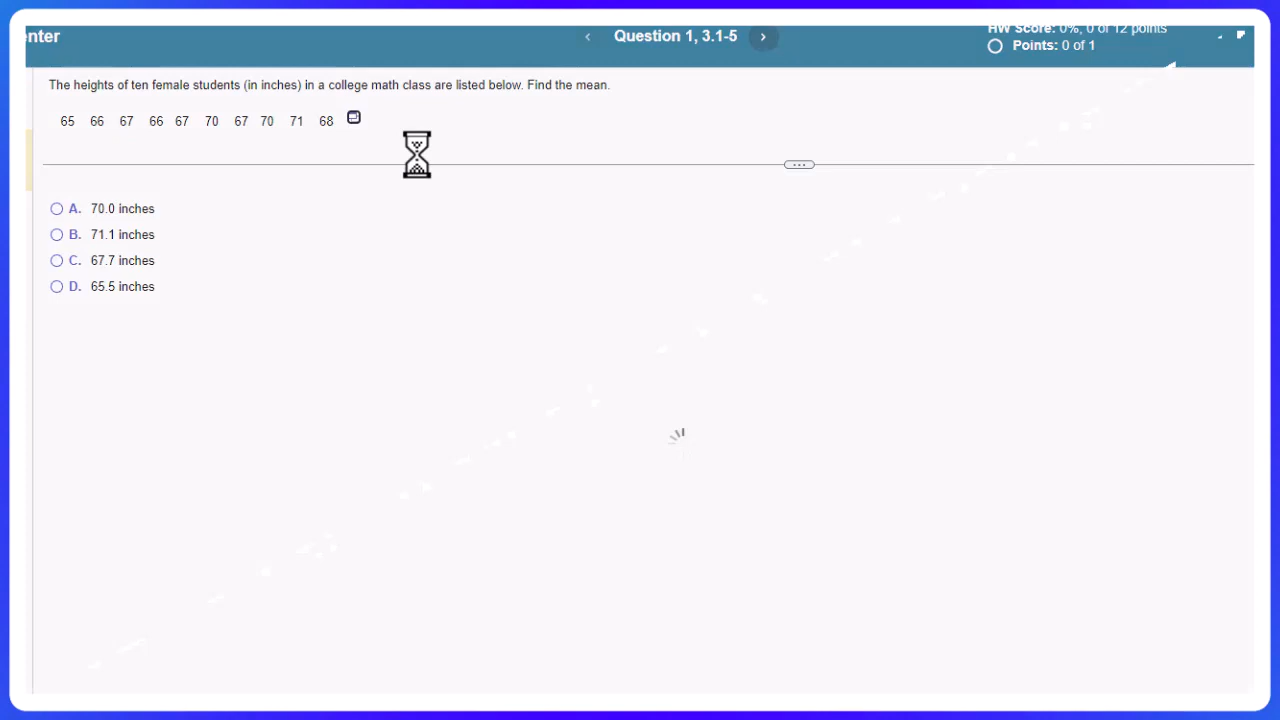 enter
Question 1, 3.1-5
HW Score: 0%, 0 of 12 points
Points: 0 of 1
The heights of ten female students (in inches) in a college math class are listed below. Find the mean.
65 66 67 66 67 70 67 70 71 68
A. 70.0 inches
B. 71.1 inches
C. 67.7 inches
D. 65.5 inches